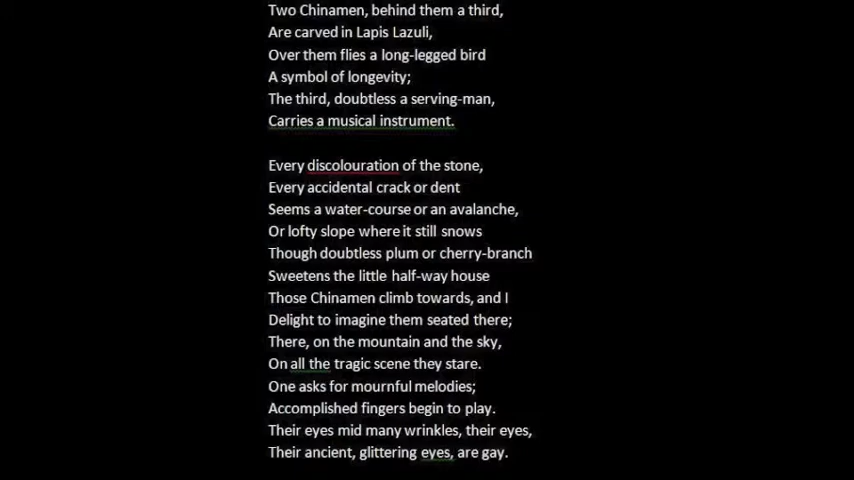 Two Chinamen, behind them a third,
Are carved in Lapis Lazuli,
Over them flies a long-legged bird
A symbol of longevity;
The third, doubtless a serving-man,
Carries a musical instrument.
Every discolouration of the stone,
Every accidental crack or dent
Seems a water-course or an avalanche,
Or lofty slope where it still snows
Though doubtless plum or cherry-branch
Sweetens the little half-way house
Those Chinamen climb towards, and I
Delight to imagine them seated there;
There, on the mountain and the sky,
On all the tragic scene they stare.
One asks for mournful melodies;
Accomplished fingers begin to play.
Their eyes mid many wrinkles, their eyes,
Their ancient, glittering eyes, are gay.